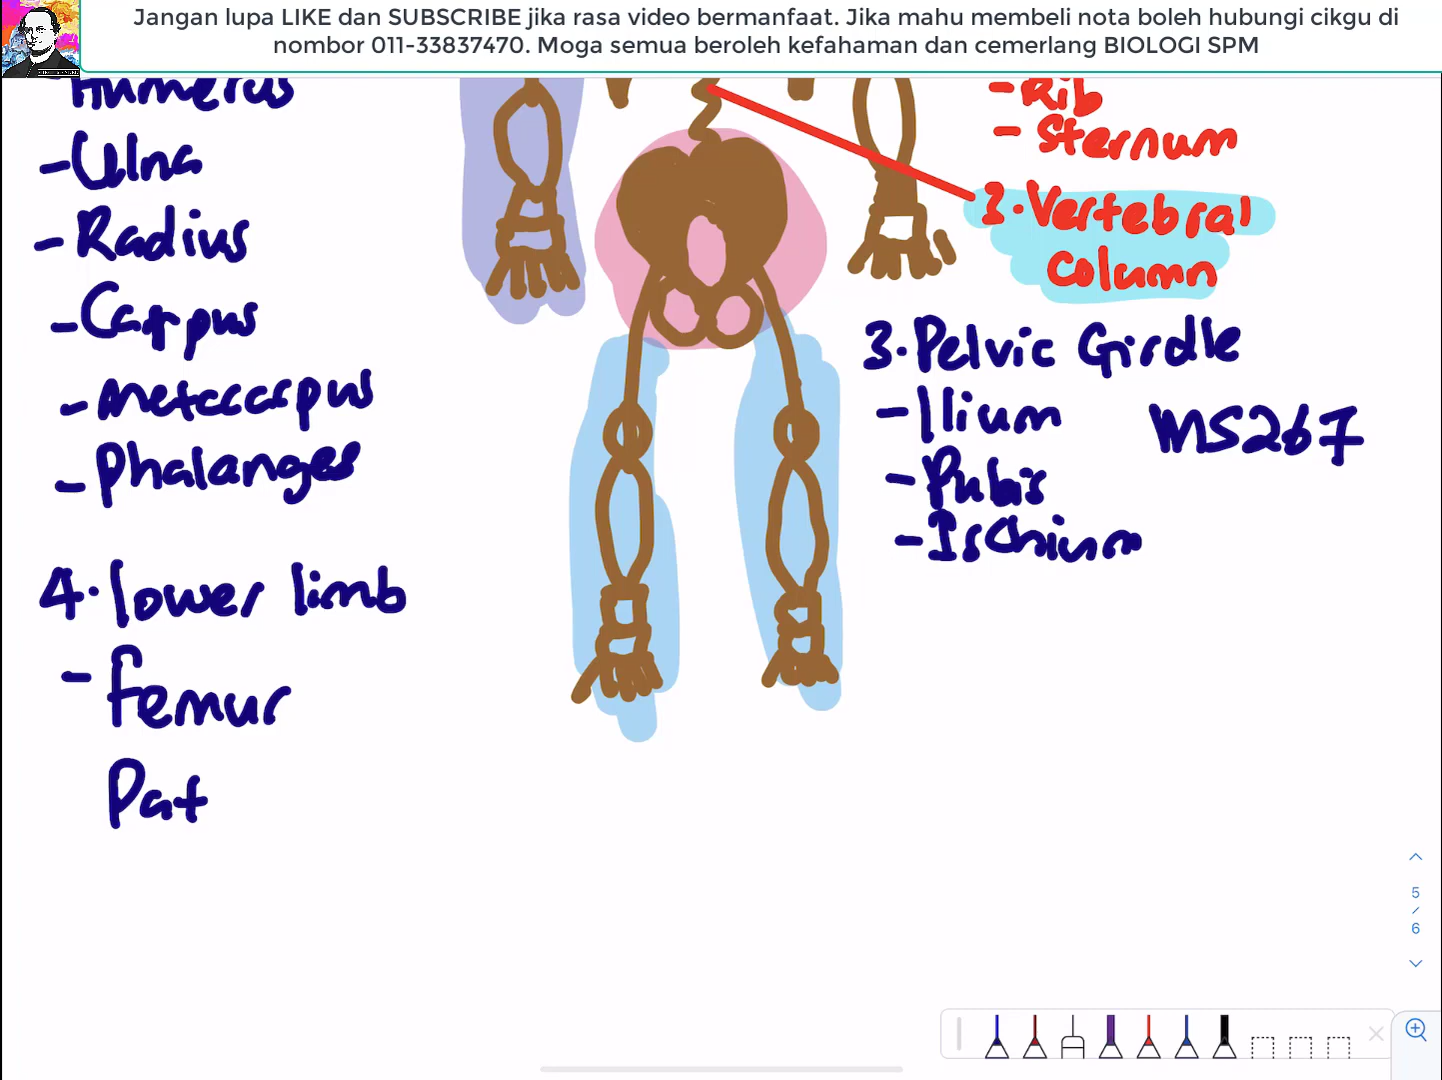 Jangan lupa LIKE dan SUBSCRIBE jika rasa video bermanfaat. Jika mahu membeli nota boleh hubungi cikgu di
nombor 011-33837470. Moga semua beroleh kefahaman dan cemerlang BIOLOGI SPM
-Humerus
-Ulna
-Radius
-Carpus
-Metacarpus
-Phalanges
4. lower limb
-femur
Pat
-Rib
-Sternum
2. Vertebral
column
3. Pelvic Girdle
-Ilium
MS267
-Pubis
-Ischium
5
/
6